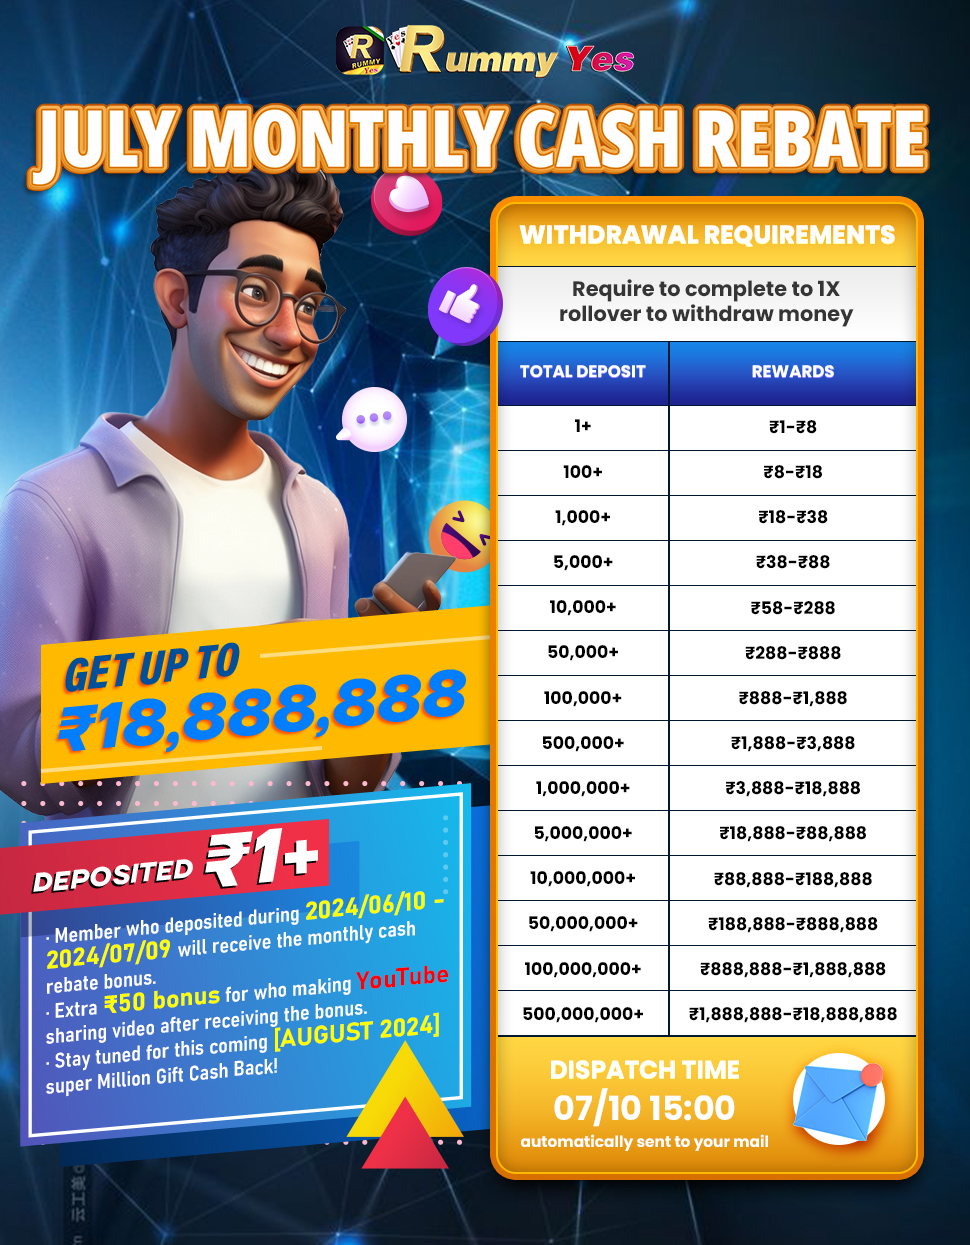 R
RUMMY
Yes
Yes
Rummy Yes
JULY MONTHLY CASH REBATE
WITHDRAWAL REQUIREMENTS
Require to complete to 1X
rollover to withdraw money
TOTAL DEPOSIT REWARDS
1+ ₹1-₹8
100+ ₹8-₹18
1,000+ ₹18-₹38
5,000+ ₹38-₹88
10,000+ ₹58-₹288
50,000+ ₹288-₹888
100,000+ ₹888-₹1,888
500,000+ ₹1,888-₹3,888
1,000,000+ ₹3,888-₹18,888
5,000,000+ ₹18,888-₹88,888
10,000,000+ ₹88,888-₹188,888
50,000,000+ ₹188,888-₹888,888
100,000,000+ ₹888,888-₹1,888,888
500,000,000+ ₹1,888,888-₹18,888,888
DISPATCH TIME
07/10 15:00
automatically sent to your mail
GET UP TO
₹18,888,888
DEPOSITED ₹1+
· Member who deposited during 2024/06/10 -
2024/07/09 will receive the monthly cash
rebate bonus.
· Extra ₹50 bonus for who making YouTube
sharing video after receiving the bonus.
· Stay tuned for this coming [AUGUST 2024]
super Million Gift Cash Back!